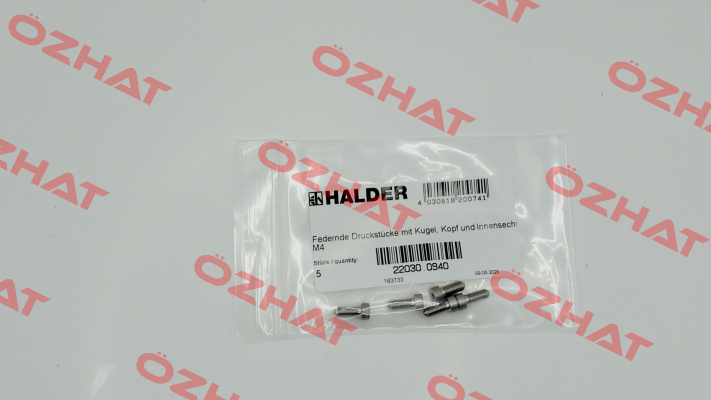 HALDER
4 030618 200741
Federnde Druckstücke mit Kugel, Kopf und Innensech
M4
Stück / quantity:
5
22030.0940
163733
ÖZHAT
ÖZHAT
ÖZHAT
ÖZHAT
ÖZHAT
ÖZHAT
ÖZHAT
ÖZHAT
ÖZHAT
ÖZHAT